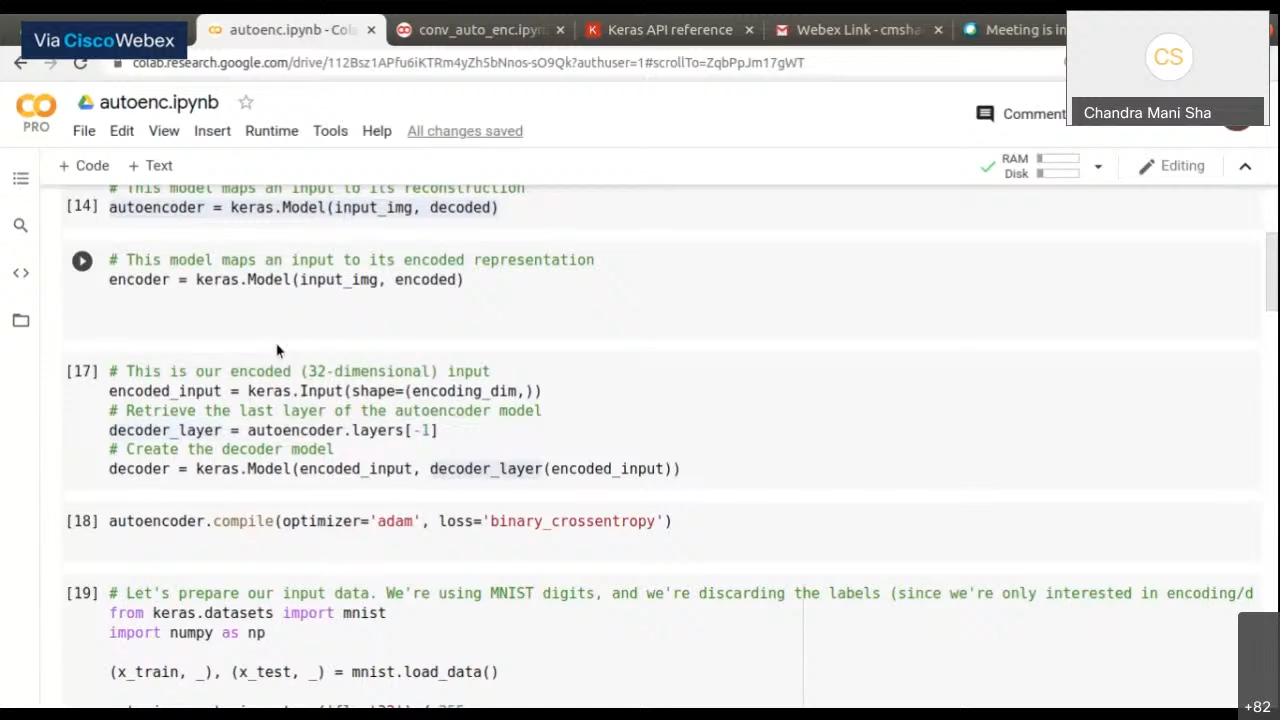 Via Cisco Webex
autoenc.ipynb - Cola
conv_auto_enc.ipyn
Keras API reference
Webex Link - cmsha
Meeting is in
colab.research.google.com/drive/112Bsz1APfu6iKTRm4yZh5bNnos-sO9Qk?authuser=1#scrollTo=ZqbPpJm17gWT
CS
Chandra Mani Sha
PRO
autoenc.ipynb
Comment
File Edit View Insert Runtime Tools Help All changes saved
+ Code + Text
RAM
Disk
Editing
# This model maps an input to its reconstruction
[14] autoencoder = keras.Model(input_img, decoded)
# This model maps an input to its encoded representation
encoder = keras.Model(input_img, encoded)
[17] # This is our encoded (32-dimensional) input
encoded_input = keras.Input(shape=(encoding_dim,))
# Retrieve the last layer of the autoencoder model
decoder_layer = autoencoder.layers[-1]
# Create the decoder model
decoder = keras.Model(encoded_input, decoder_layer(encoded_input))
[18] autoencoder.compile(optimizer='adam', loss='binary_crossentropy')
[19] # Let's prepare our input data. We're using MNIST digits, and we're discarding the labels (since we're only interested in encoding/d
from keras.datasets import mnist
import numpy as np
(x_train, _), (x_test, _) = mnist.load_data()
+82